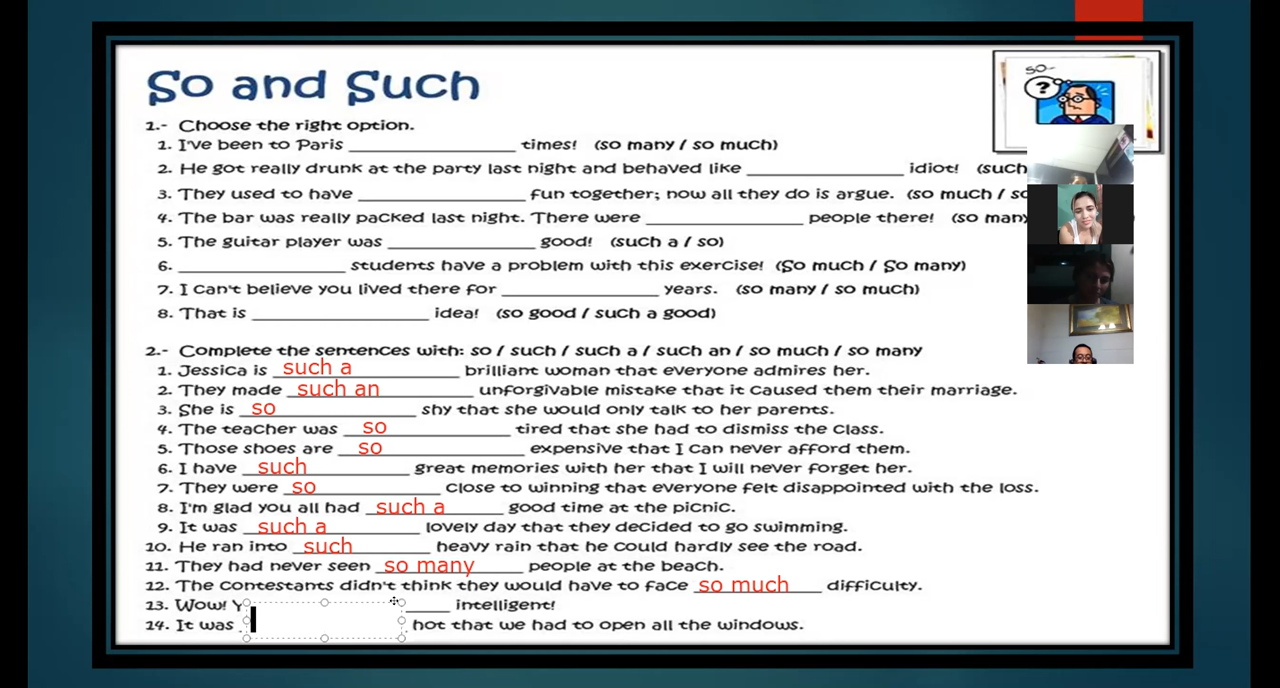 So and Such
SO-
?
1.- Choose the right option.
1. I've been to Paris _______________ times! (so many / so much)
2. He got really drunk at the party last night and behaved like _______________ idiot! (such
3. They used to have _______________ fun together; now all they do is argue. (so much / so
4. The bar was really packed last night. There were _______________ people there! (so many
5. The guitar player was _______________ good! (such a / so)
6. _______________ students have a problem with this exercise! (So much / So many)
7. I can't believe you lived there for _______________ years. (so many / so much)
8. That is _______________ idea! (so good / such a good)
2.- Complete the sentences with: so / such / such a / such an / so much / so many
1. Jessica is such a brilliant woman that everyone admires her.
2. They made such an unforgivable mistake that it caused them their marriage.
3. She is so shy that she would only talk to her parents.
4. The teacher was so tired that she had to dismiss the class.
5. Those shoes are so expensive that I can never afford them.
6. I have such great memories with her that I will never forget her.
7. They were so close to winning that everyone felt disappointed with the loss.
8. I'm glad you all had such a good time at the picnic.
9. It was such a lovely day that they decided to go swimming.
10. He ran into such heavy rain that he could hardly see the road.
11. They had never seen so many people at the beach.
12. The contestants didn't think they would have to face so much difficulty.
13. Wow! Y ____ intelligent!
14. It was hot that we had to open all the windows.